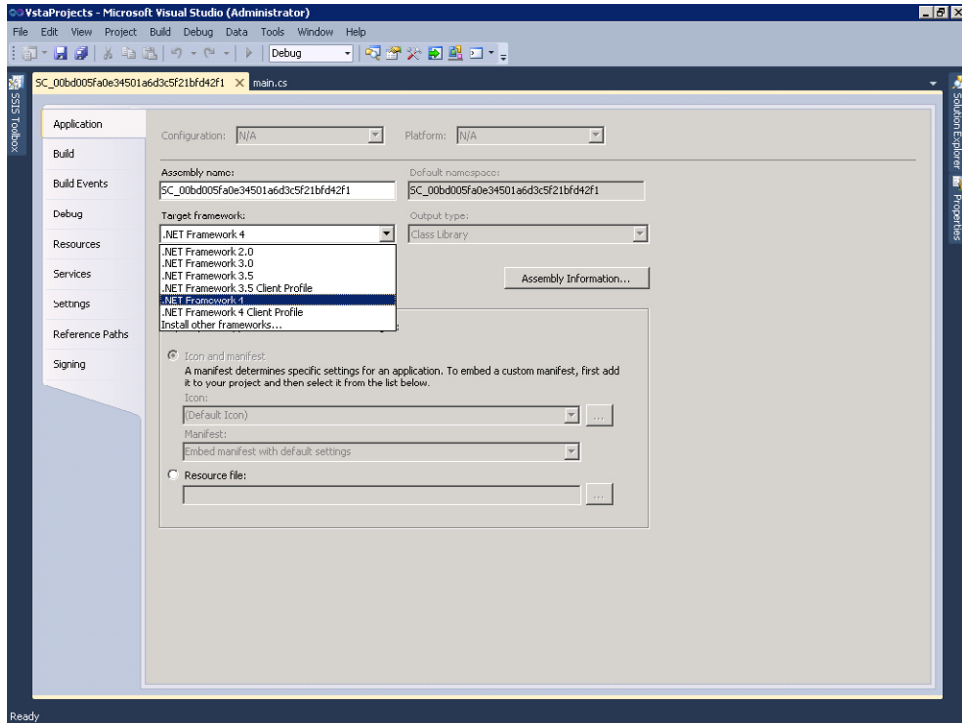 VstaProjects - Microsoft Visual Studio (Administrator)
File Edit View Project Build Debug Data Tools Window Help
Debug
SC_00bd005fa0e34501a6d3c5f21bfd42f1 main.cs
SSIS Toolbox
Solution Explorer
Properties
Application
Build
Build Events
Debug
Resources
Services
Settings
Reference Paths
Signing
Configuration: N/A Platform: N/A
Assembly name: Default namespace:
SC_00bd005fa0e34501a6d3c5f21bfd42f1 SC_00bd005fa0e34501a6d3c5f21bfd42f1
Target framework: Output type:
.NET Framework 4 Class Library
.NET Framework 2.0
.NET Framework 3.0
.NET Framework 3.5
.NET Framework 3.5 Client Profile
.NET Framework 4
.NET Framework 4 Client Profile
Install other frameworks...
Assembly Information...
Icon and manifest
A manifest determines specific settings for an application. To embed a custom manifest, first add
it to your project and then select it from the list below.
Icon:
(Default Icon) ...
Manifest:
Embed manifest with default settings
Resource file:
...
Ready